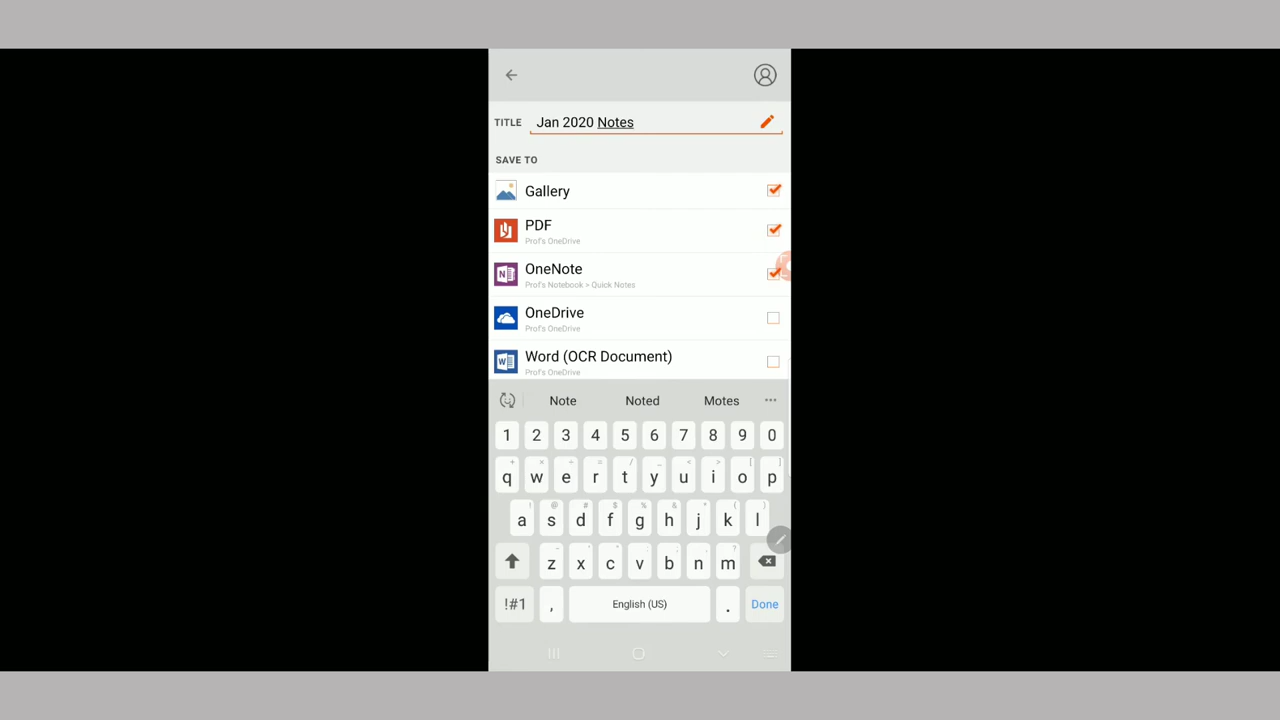 TITLE Jan 2020 Notes
SAVE TO
Gallery
PDF
Prof's OneDrive
OneNote
Prof's Notebook > Quick Notes
OneDrive
Prof's OneDrive
Word (OCR Document)
Prof's OneDrive
Note Noted Motes
1 2 3 4 5 6 7 8 9 0
q w e r t y u i o p
a s d f g h j k l
z x c v b n m
!#1 , English (US) . Done